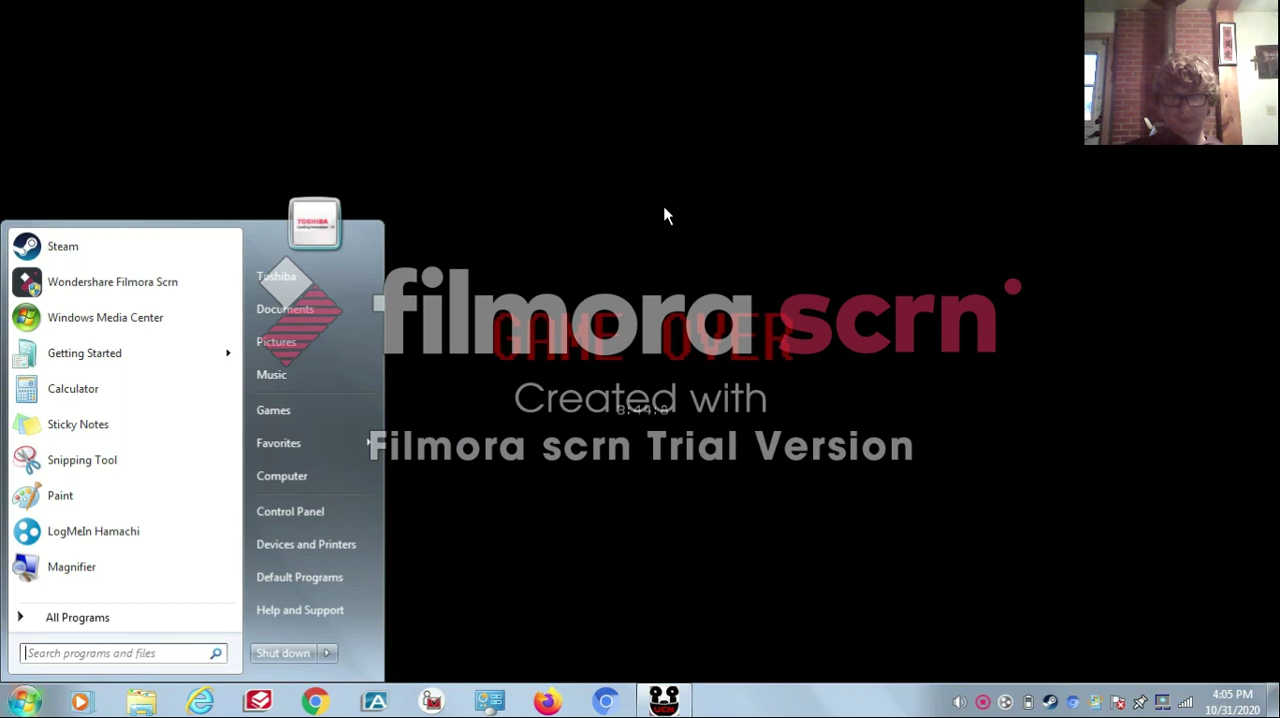 TOSHIBA
Steam
Wondershare Filmora Scrn
Windows Media Center
Getting Started
Calculator
Sticky Notes
Snipping Tool
Paint
LogMeIn Hamachi
Magnifier
All Programs
Search programs and files
Toshiba
Documents
Pictures
Music
Games
Favorites
Computer
Control Panel
Devices and Printers
Default Programs
Help and Support
Shut down
filmora scrn
GAME OVER
Created with
Filmora scrn Trial Version
UCN
4:05 PM
10/31/2020